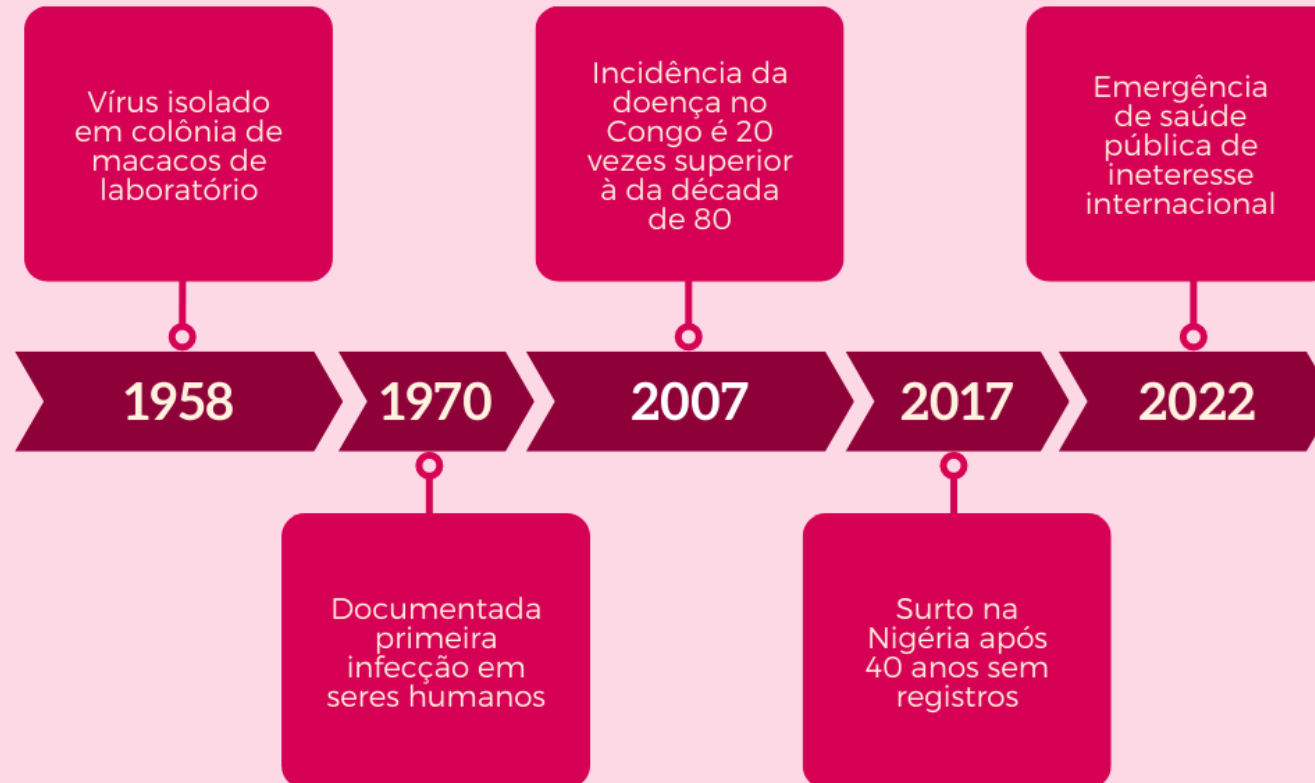 Vírus isolado
em colônia de
macacos de
laboratório
Incidência da
doença no
Congo é 20
vezes superior
à da década
de 80
Emergência
de saúde
pública de
ineteresse
internacional
1958
1970
2007
2017
2022
Documentada
primeira
infecção em
seres humanos
Surto na
Nigéria após
40 anos sem
registros